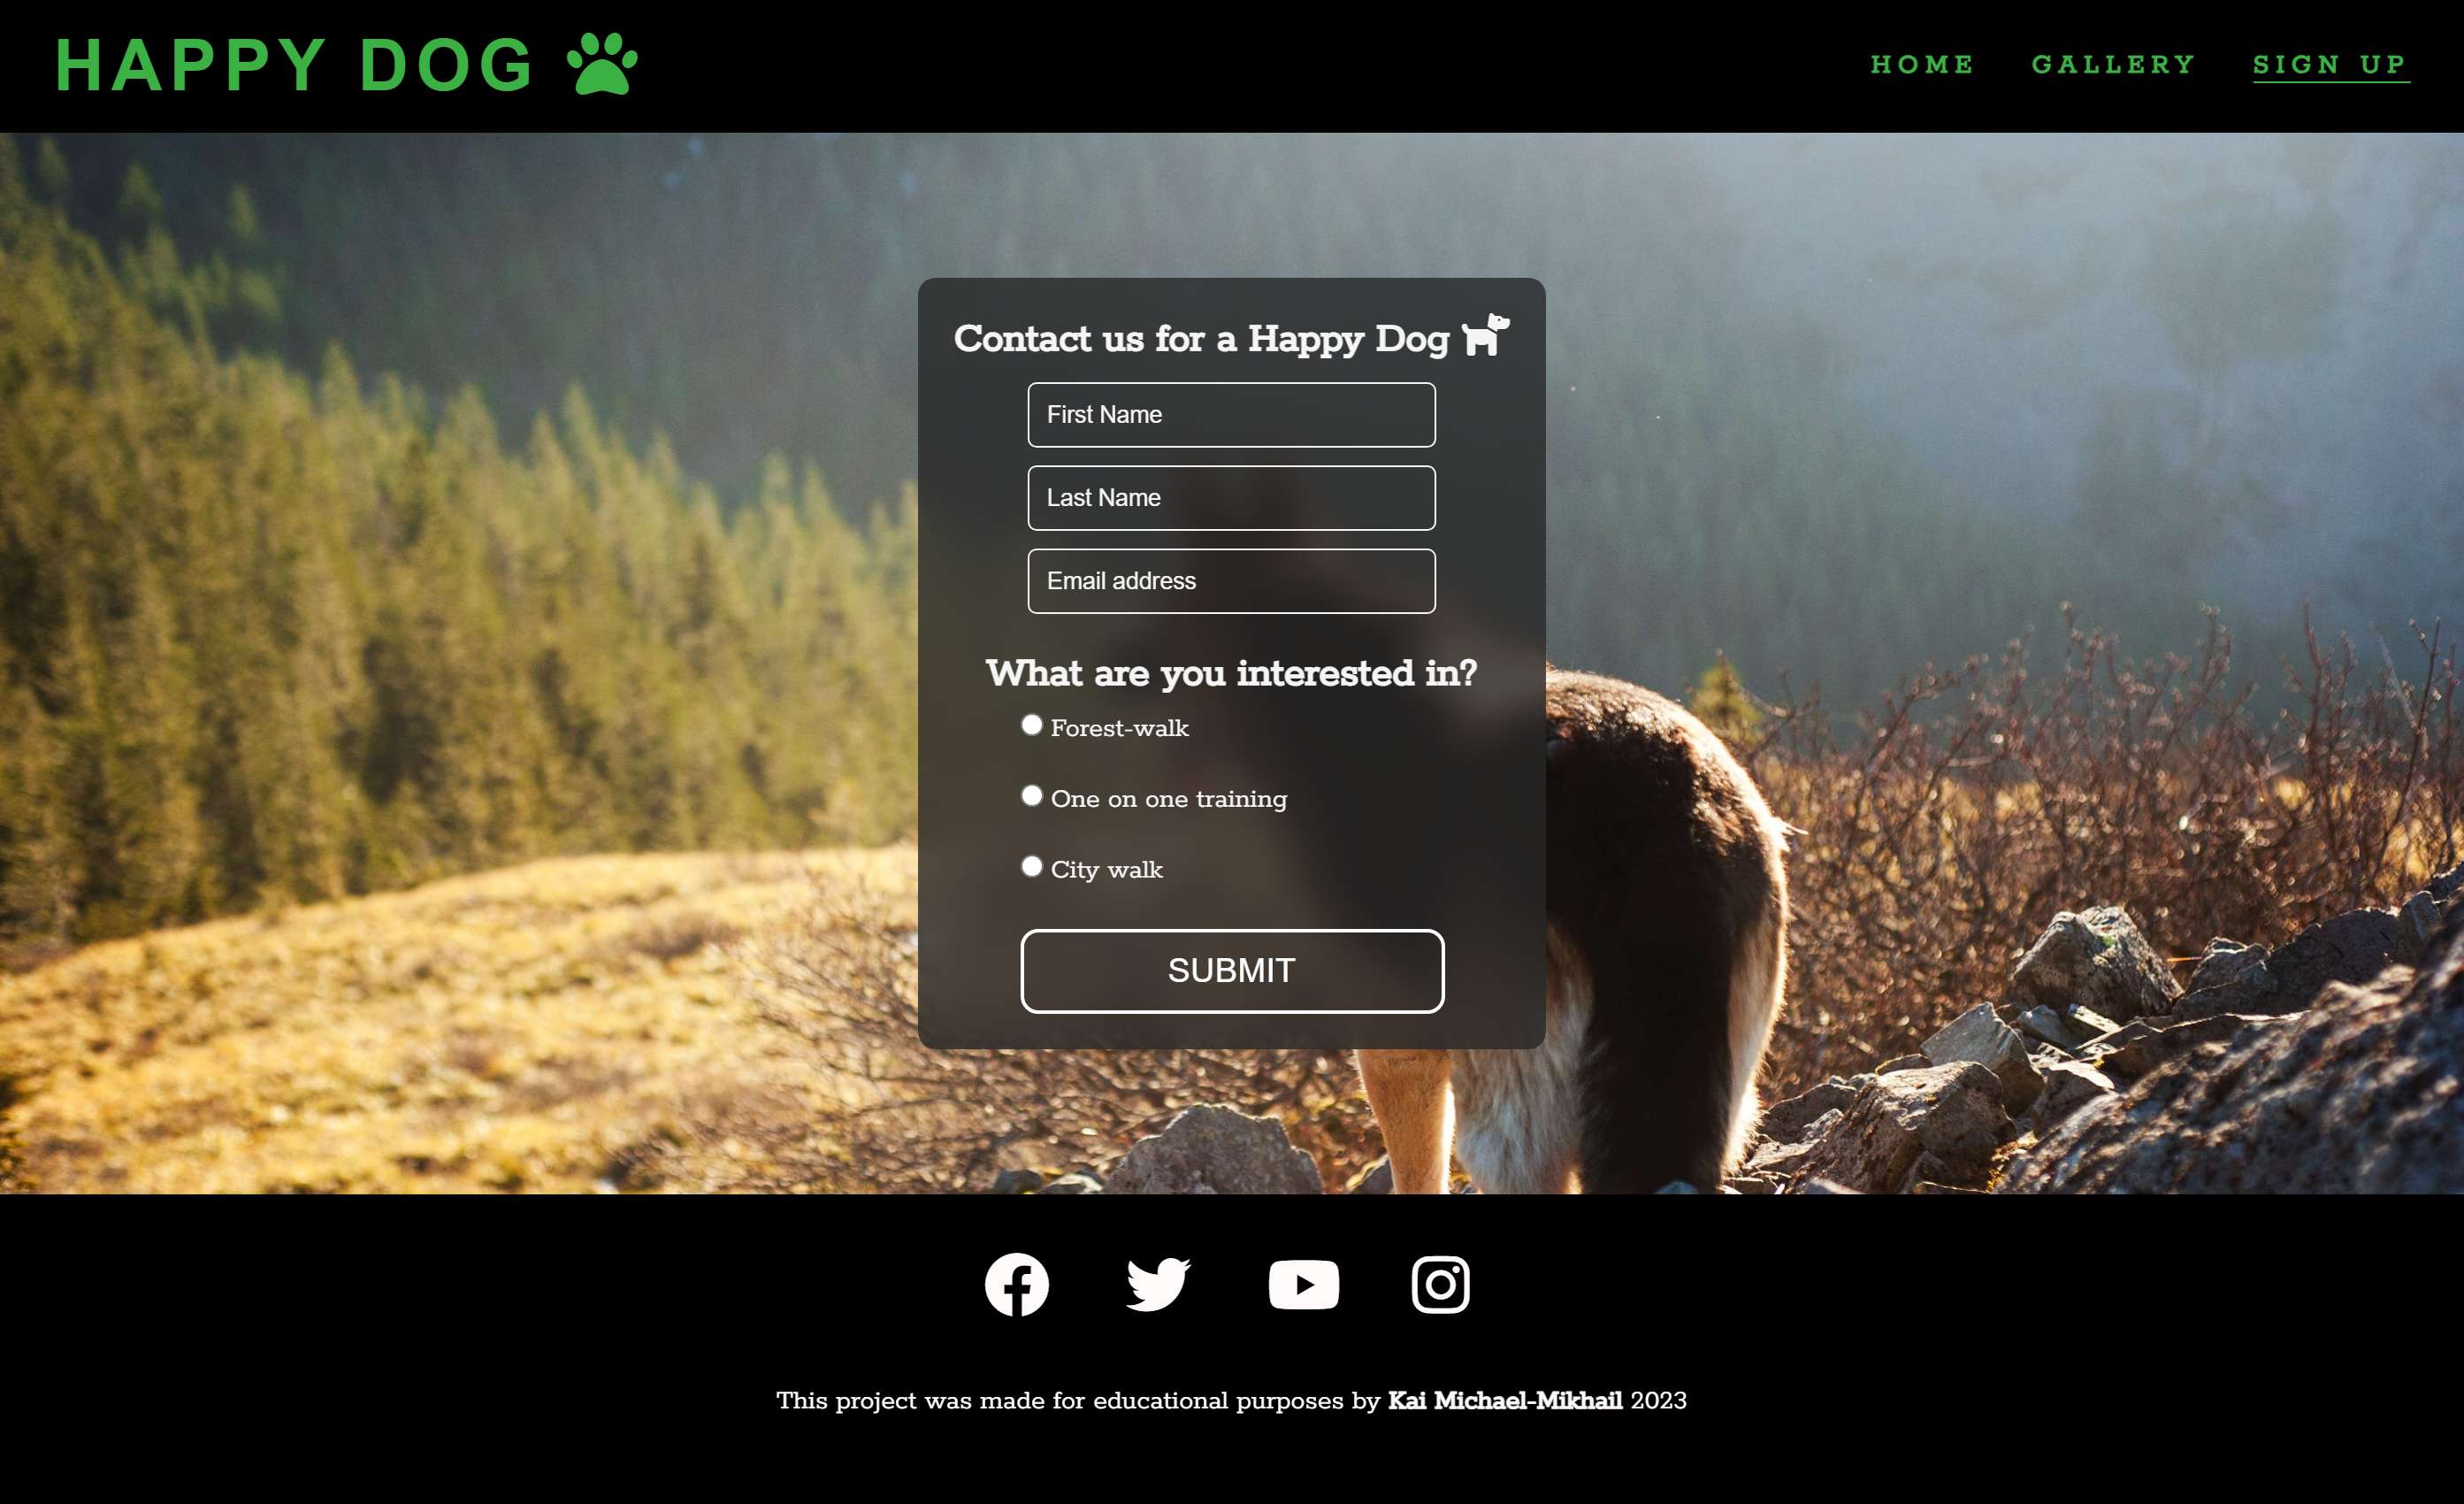 HAPPY DOG
HOME
GALLERY
SIGN UP
Contact us for a Happy Dog
First Name
Last Name
Email address
What are you interested in?
Forest-walk
One on one training
City walk
SUBMIT
This project was made for educational purposes by Kai Michael-Mikhail 2023